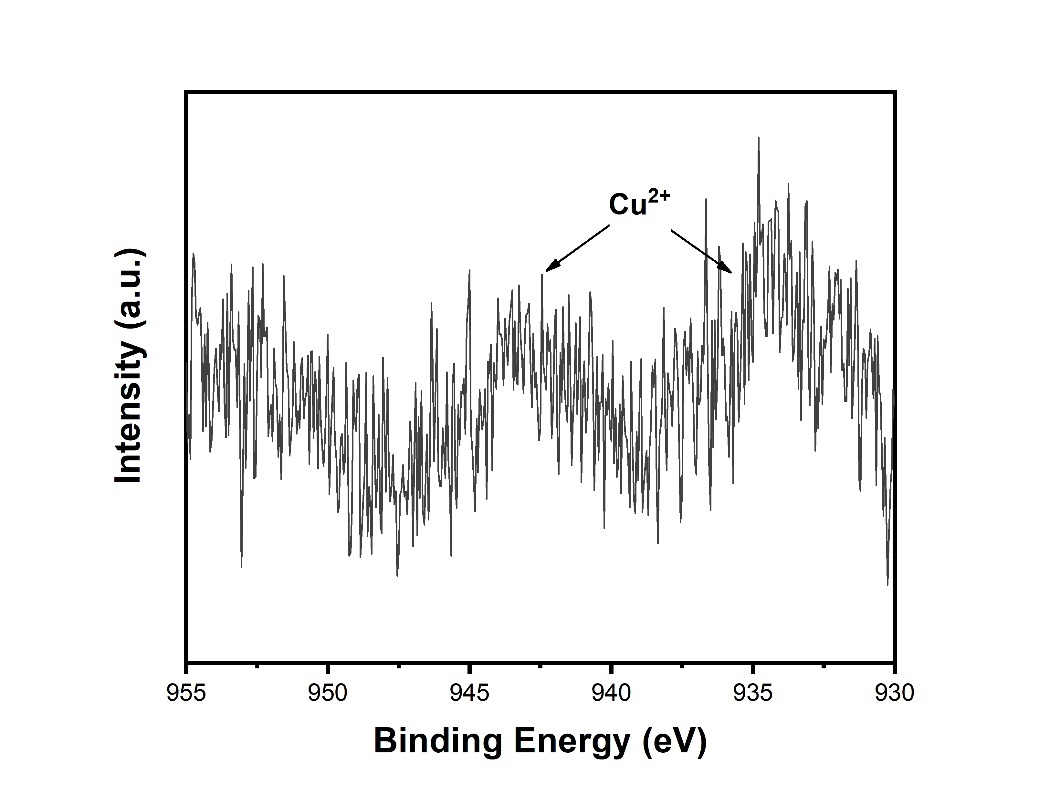 Cu²⁺
Intensity (a.u.)
955 950 945 940 935 930
Binding Energy (eV)